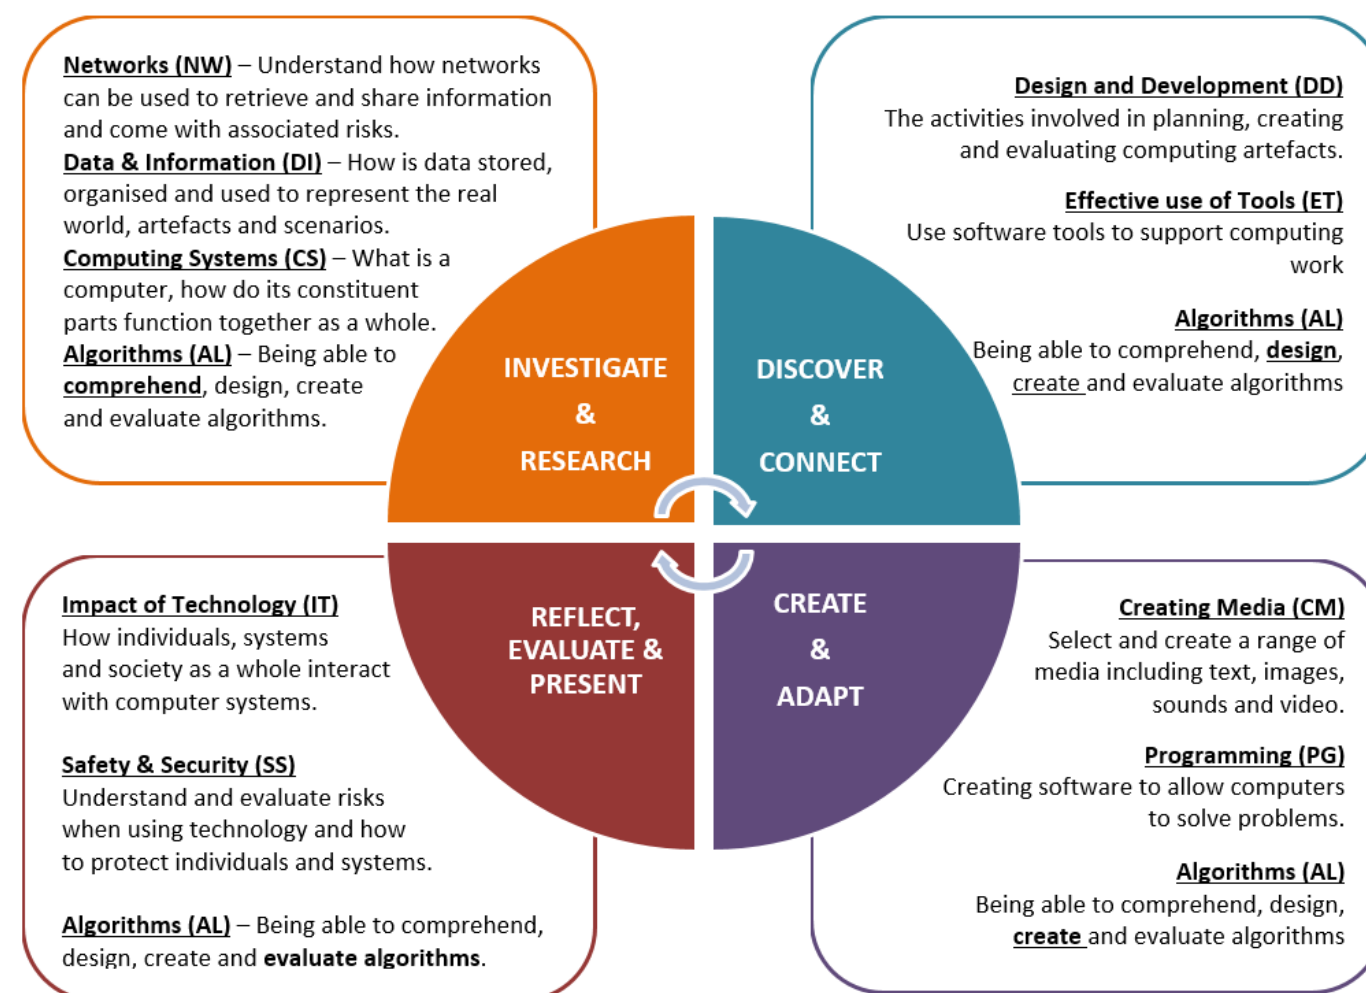 Networks (NW) – Understand how networks
can be used to retrieve and share information
and come with associated risks.
Data & Information (DI) – How is data stored,
organised and used to represent the real
world, artefacts and scenarios.
Computing Systems (CS) – What is a
computer, how do its constituent
parts function together as a whole.
Algorithms (AL) – Being able to
comprehend, design, create
and evaluate algorithms.
Design and Development (DD)
The activities involved in planning, creating
and evaluating computing artefacts.
Effective use of Tools (ET)
Use software tools to support computing
work
Algorithms (AL)
Being able to comprehend, design,
create and evaluate algorithms
INVESTIGATE
&
RESEARCH
DISCOVER
&
CONNECT
REFLECT,
EVALUATE &
PRESENT
CREATE
&
ADAPT
Impact of Technology (IT)
How individuals, systems
and society as a whole interact
with computer systems.
Safety & Security (SS)
Understand and evaluate risks
when using technology and how
to protect individuals and systems.
Algorithms (AL) – Being able to comprehend,
design, create and evaluate algorithms.
Creating Media (CM)
Select and create a range of
media including text, images,
sounds and video.
Programming (PG)
Creating software to allow computers
to solve problems.
Algorithms (AL)
Being able to comprehend, design,
create and evaluate algorithms